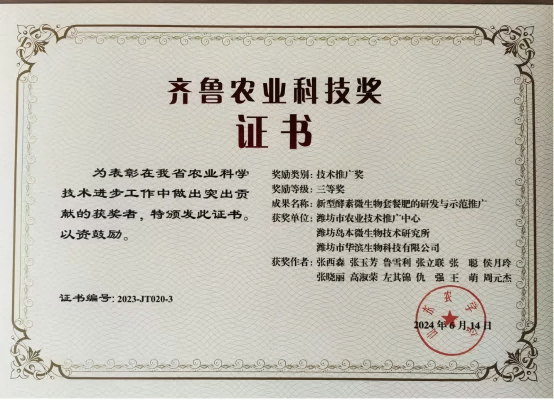 齐鲁农业科技奖
证书
为表彰在我省农业科学
技术进步工作中做出突出贡
献的获奖者，特颁发此证书。
以资鼓励。
证书编号: 2023-JT020-3
奖励类别: 技术推广奖
奖励等级: 三等奖
成果名称: 新型酵素微生物套餐肥的研发与示范推广
获奖单位: 潍坊市农业技术推广中心
潍坊岛本微生物技术研究所
潍坊市华滨微生物科技有限公司
获奖作者: 张西森 张玉芳 鲁雪利 张立联 张 聪 侯月玲
张晓丽 高淑荣 左其锦 仇 强 王 萌 周元杰
山东农学会
2024年6月14日